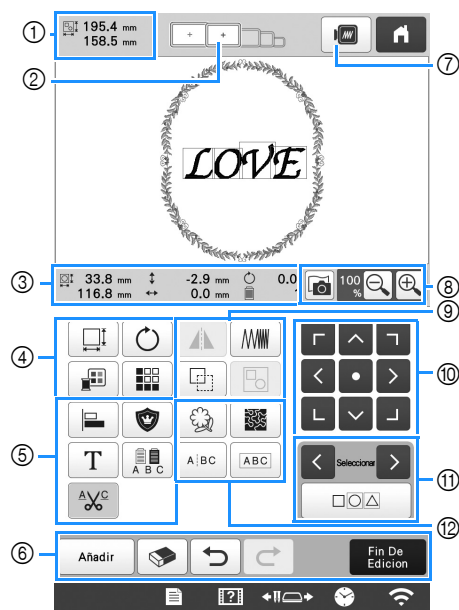 ① 195.4 mm
158.5 mm
②
⑦
LOVE
③ 33.8 mm -2.9 mm 0.0
116.8 mm 0.0 mm
100
%
⑧
⑨
④
⑩
⑤
T A B C A BC ABC
A C
Seleccionar
⑪
⑫
⑥ Añadir
Fin De
Edicion